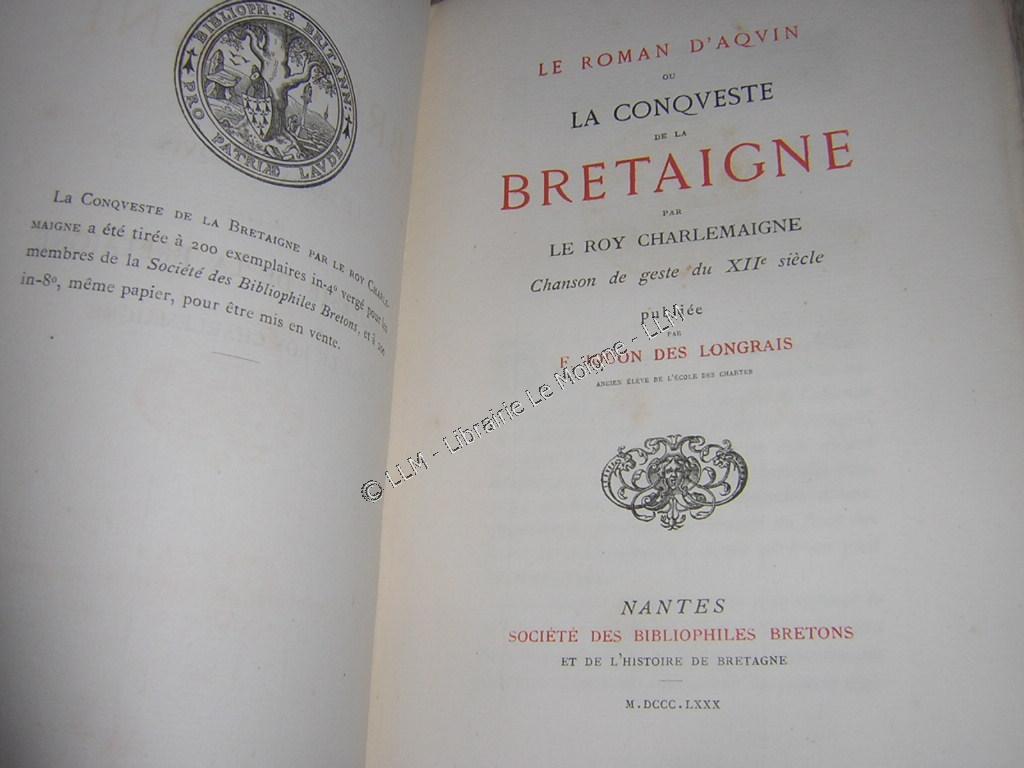 BIBLIOPH: BRITANNI
PRO PATRIÆ LAUDE
La CONQVESTE DE LA BRETAIGNE PAR LE ROY CHARLE-
MAIGNE a été tirée à 200 exemplaires in-4º vergé pour les
membres de la Société des Bibliophiles Bretons, et à 200
in-8º, même papier, pour être mis en vente.
LE ROMAN D'AQVIN
OU
LA CONQVESTE
DE LA
BRETAIGNE
PAR
LE ROY CHARLEMAIGNE
Chanson de geste du XIIe siècle
publiée
PAR
F. DES LONGRAIS
ANCIEN ÉLÈVE DE L'ÉCOLE DES CHARTES
© LLM - Librairie Le Moigne - LLM
NANTES
SOCIÉTÉ DES BIBLIOPHILES BRETONS
ET DE L'HISTOIRE DE BRETAGNE
M.DCCC.LXXX